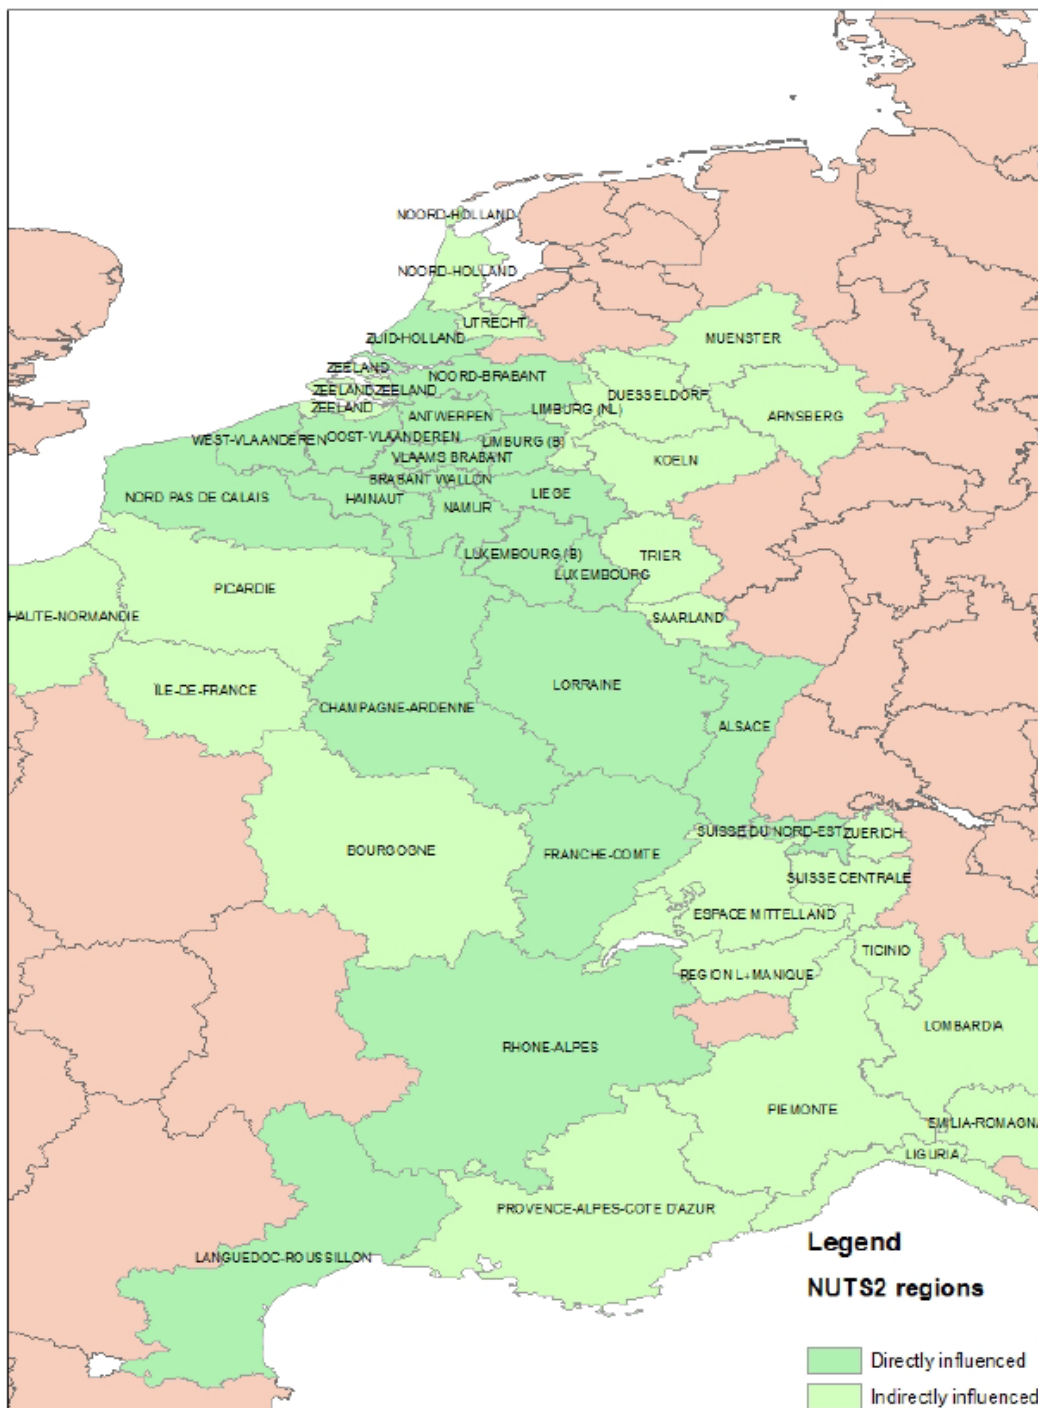 NOORD-HOLLAND
NOORD-HOLLAND
UTRECHT
ZUID-HOLLAND
MUENSTER
ZEELAND
NOORD-BRABANT
ZEELAND ZEELAND
DUESSELDORF
ZEELAND
LIMBURG (NL)
ANTWERPEN
ARNSBERG
WEST-VLAANDEREN
OOST-VLAANDEREN
LIMBURG (B)
VLAAMS BRABANT
KOELN
BRABANT WALLON
NORD PAS DE CALAIS
HAINAUT
LIEGE
NAMUR
LUXEMBOURG (B)
TRIER
LUXEMBOURG
PICARDIE
HAUTE-NORMANDIE
SAARLAND
ÎLE-DE-FRANCE
LORRAINE
CHAMPAGNE-ARDENNE
ALSACE
SUISSE DU NORD-EST
ZUERICH
BOURGOGNE
FRANCHE-COMTE
SUISSE CENTRALE
ESPACE MITTELLAND
TICINIO
REGION L+MANIQUE
LOMBARDIA
RHONE-ALPES
PIEMONTE
EMILIA-ROMAGNA
LIGURIA
PROVENCE-ALPES-COTE D'AZUR
LANGUEDOC-ROUSSILLON
Legend
NUTS2 regions
Directly influenced
Indirectly influenced